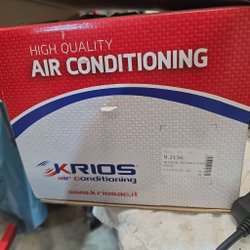 HIGH QUALITY
AIR CONDITIONING
KRIOS
air conditioning
www.kriosac.it